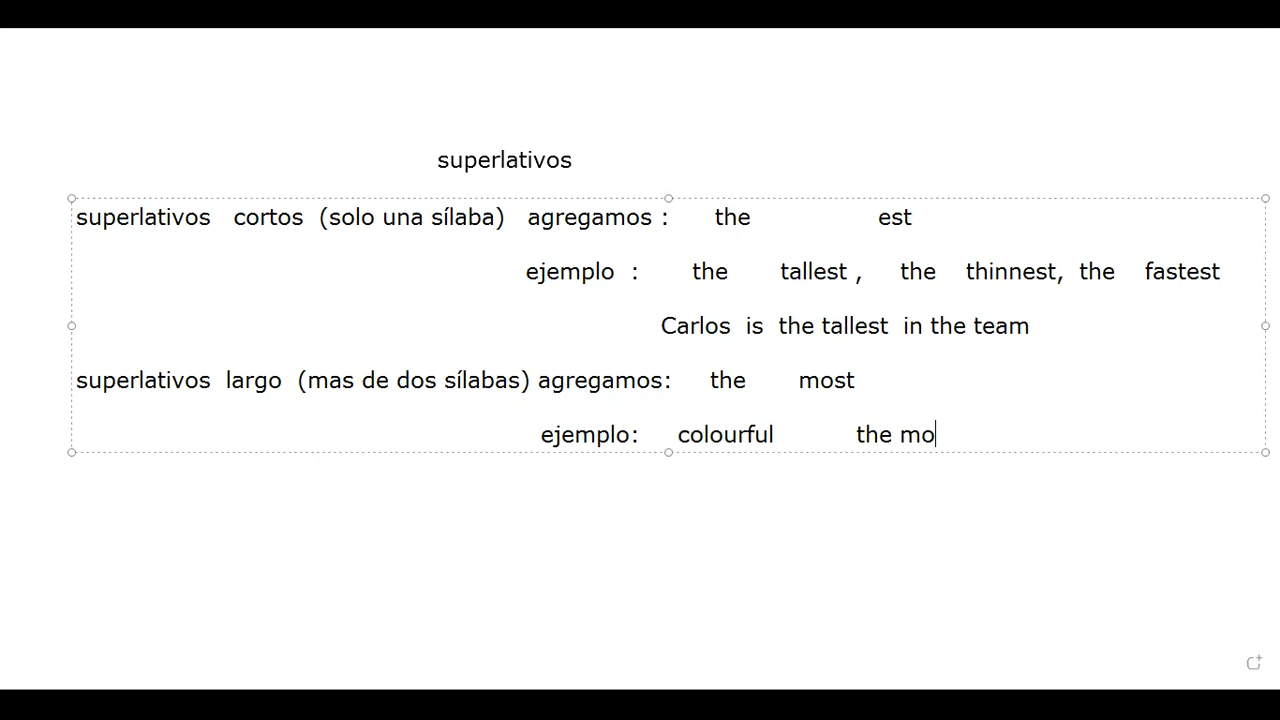 superlativos
superlativos cortos (solo una sílaba) agregamos : the est
ejemplo : the tallest , the thinnest, the fastest
Carlos is the tallest in the team
superlativos largo (mas de dos sílabas) agregamos: the most
ejemplo: colourful the mo